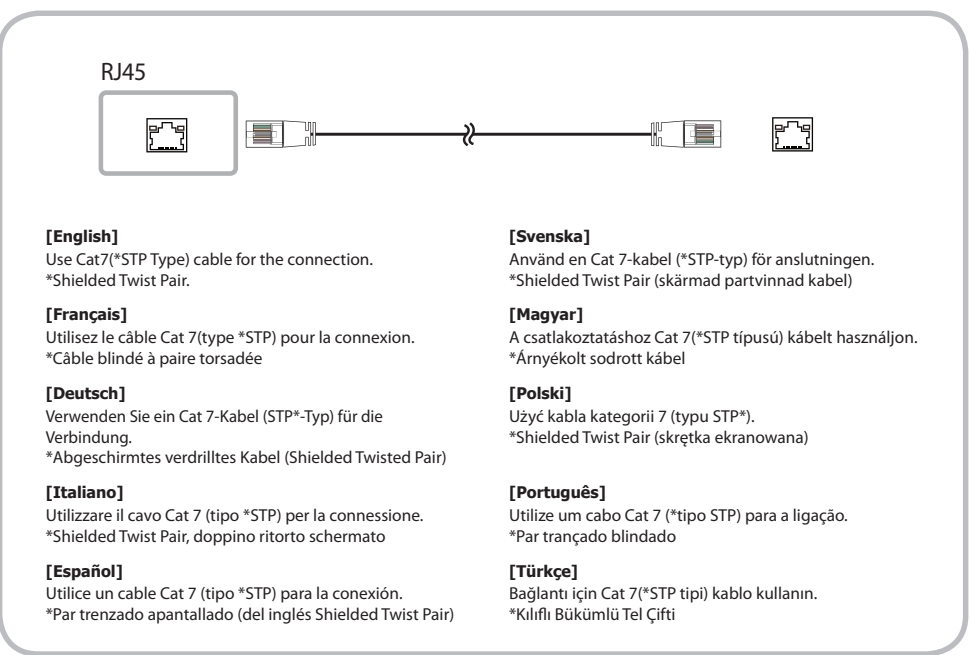 RJ45
[English]
Use Cat7(*STP Type) cable for the connection.
*Shielded Twist Pair.
[Français]
Utilisez le câble Cat 7(type *STP) pour la connexion.
*Câble blindé à paire torsadée
[Deutsch]
Verwenden Sie ein Cat 7-Kabel (STP*-Typ) für die
Verbindung.
*Abgeschirmtes verdrilltes Kabel (Shielded Twisted Pair)
[Italiano]
Utilizzare il cavo Cat 7 (tipo *STP) per la connessione.
*Shielded Twist Pair, doppino ritorto schermato
[Español]
Utilice un cable Cat 7 (tipo *STP) para la conexión.
*Par trenzado apantallado (del inglés Shielded Twist Pair)
[Svenska]
Använd en Cat 7-kabel (*STP-typ) för anslutningen.
*Shielded Twist Pair (skärmad partvinnad kabel)
[Magyar]
A csatlakoztatáshoz Cat 7(*STP típusú) kábelt használjon.
*Árnyékolt sodrott kábel
[Polski]
Użyć kabla kategorii 7 (typu STP*).
*Shielded Twist Pair (skrętka ekranowana)
[Português]
Utilize um cabo Cat 7 (*tipo STP) para a ligação.
*Par trançado blindado
[Türkçe]
Bağlantı için Cat 7(*STP tipi) kablo kullanın.
*Kılıflı Bükümlü Tel Çifti